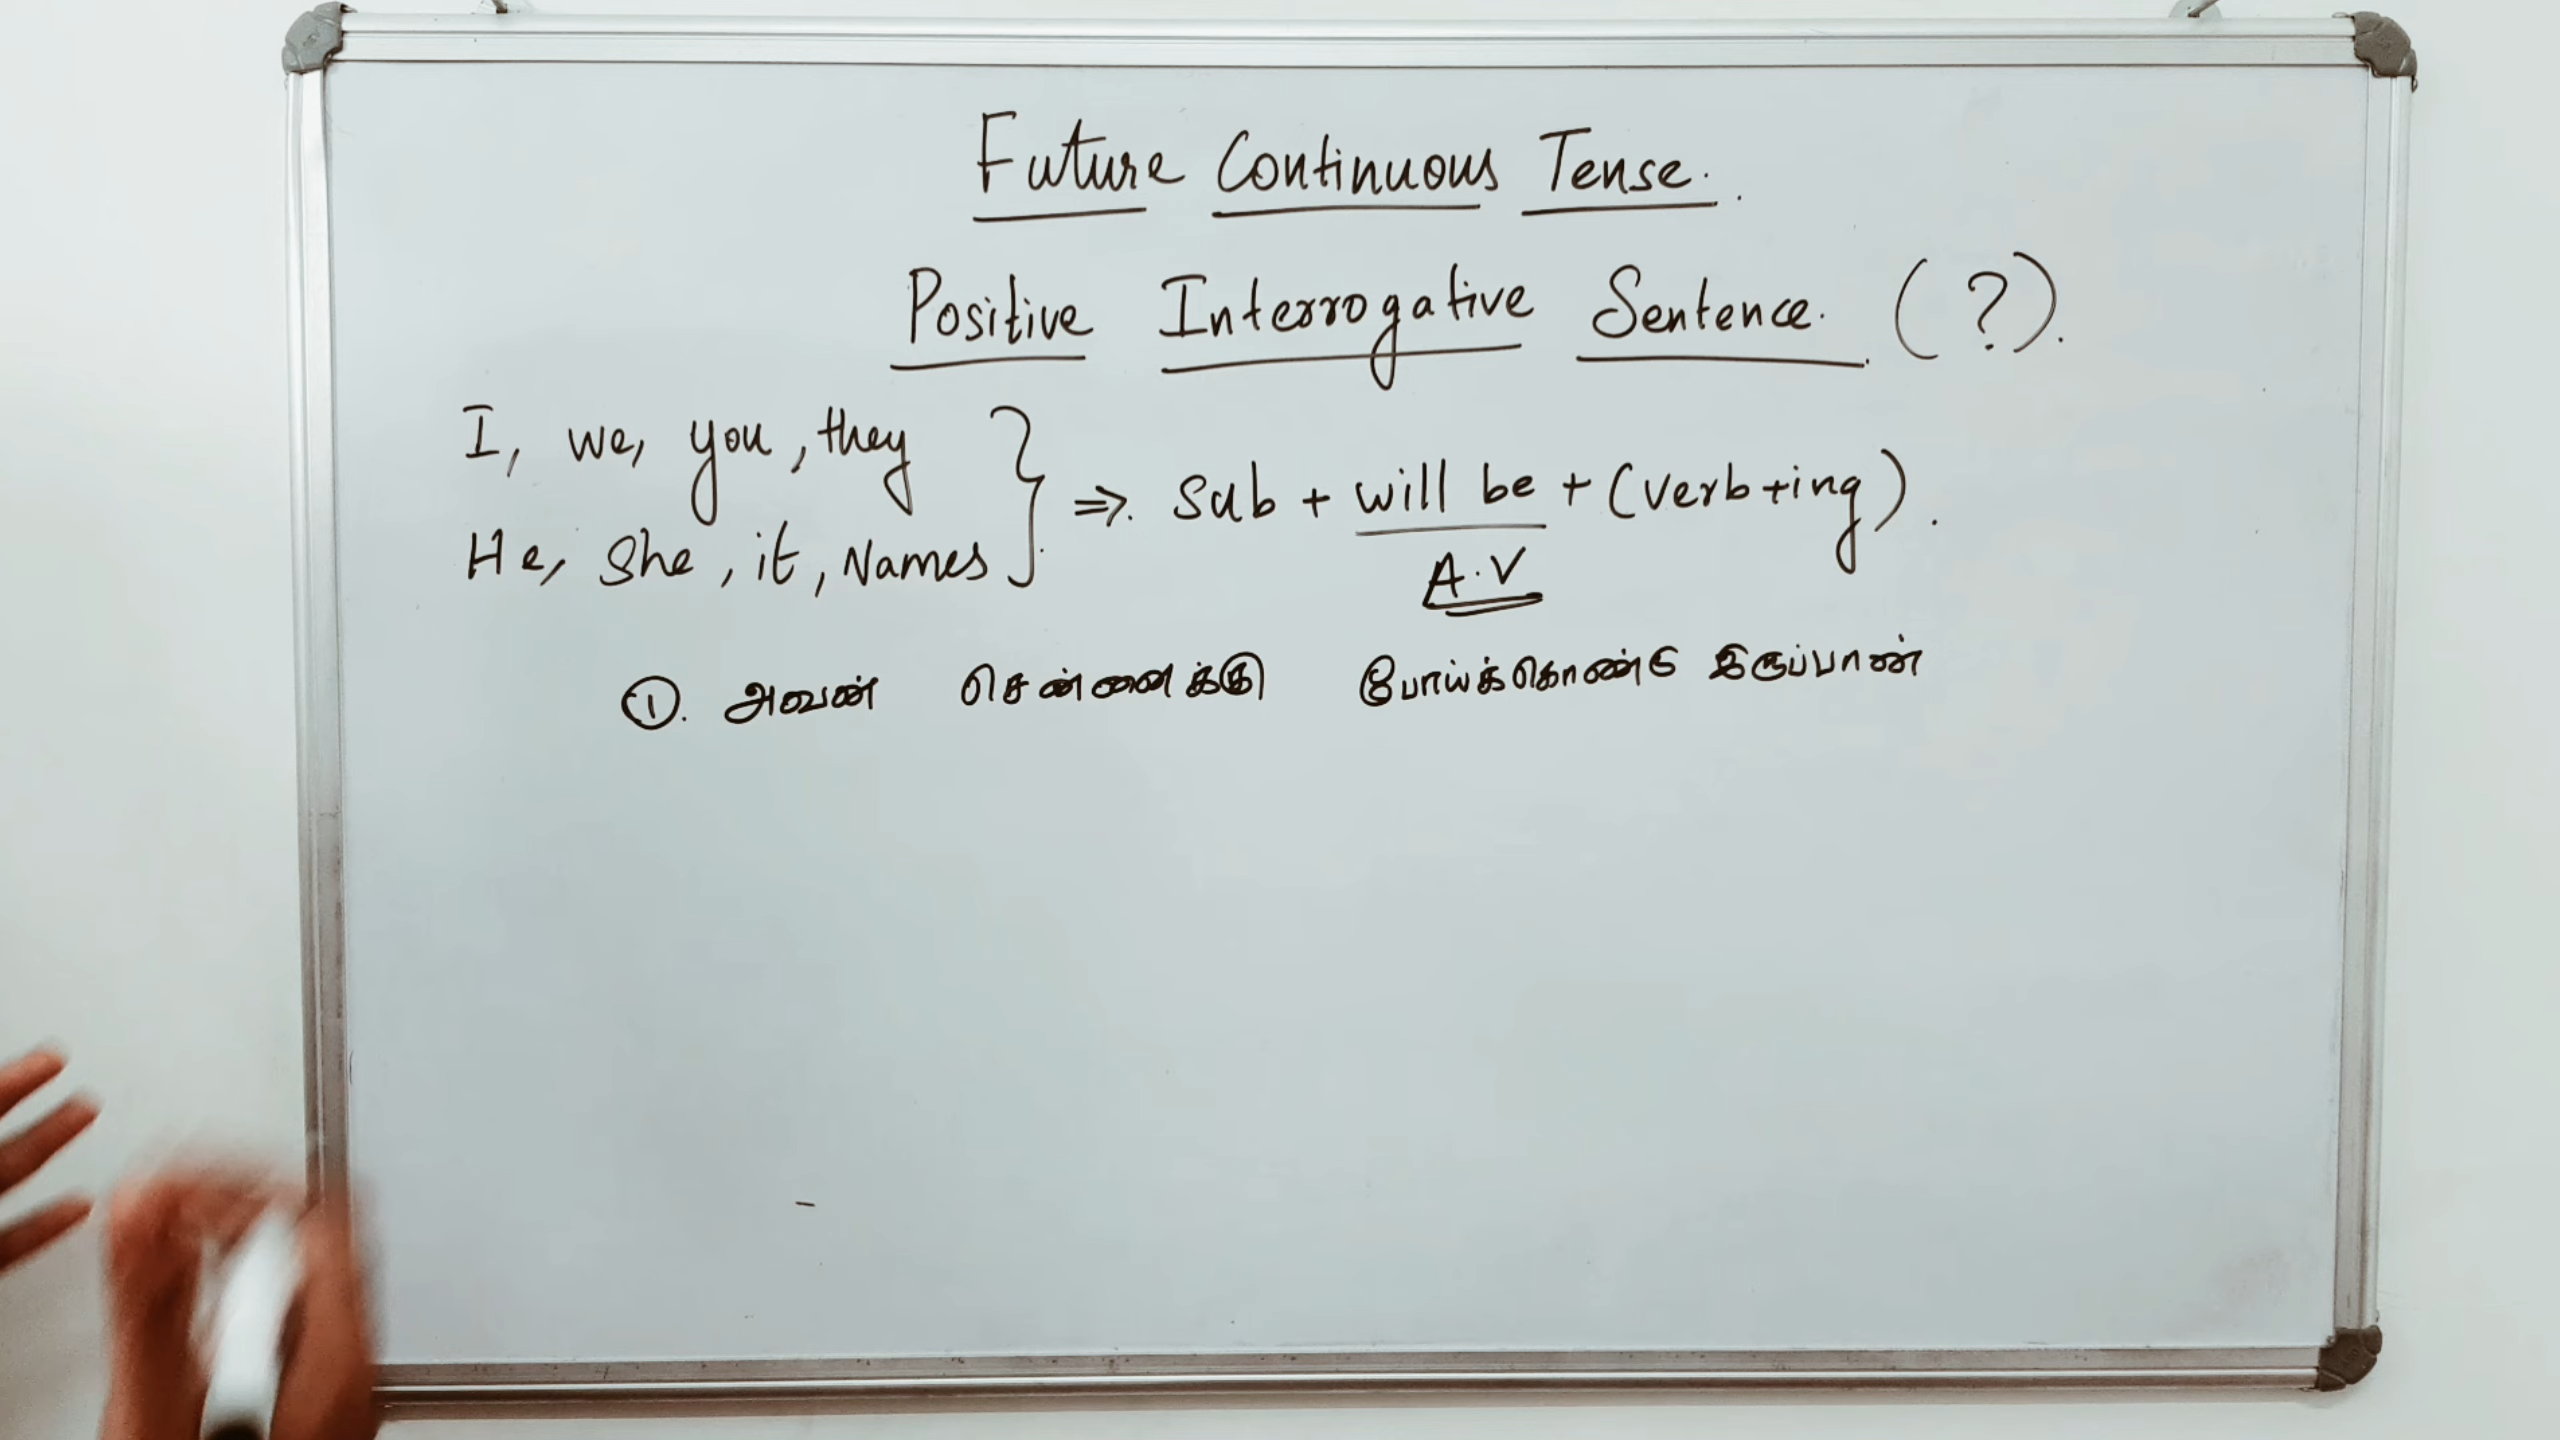 Future Continuous Tense.
Positive Interrogative Sentence. (?).
I, we, you, they
He, She, it, Names } ⇒ Sub + will be + (verb+ing).
A.V
①. அவன் சென்னைக்கு போய்க்கொண்டு இருப்பான்